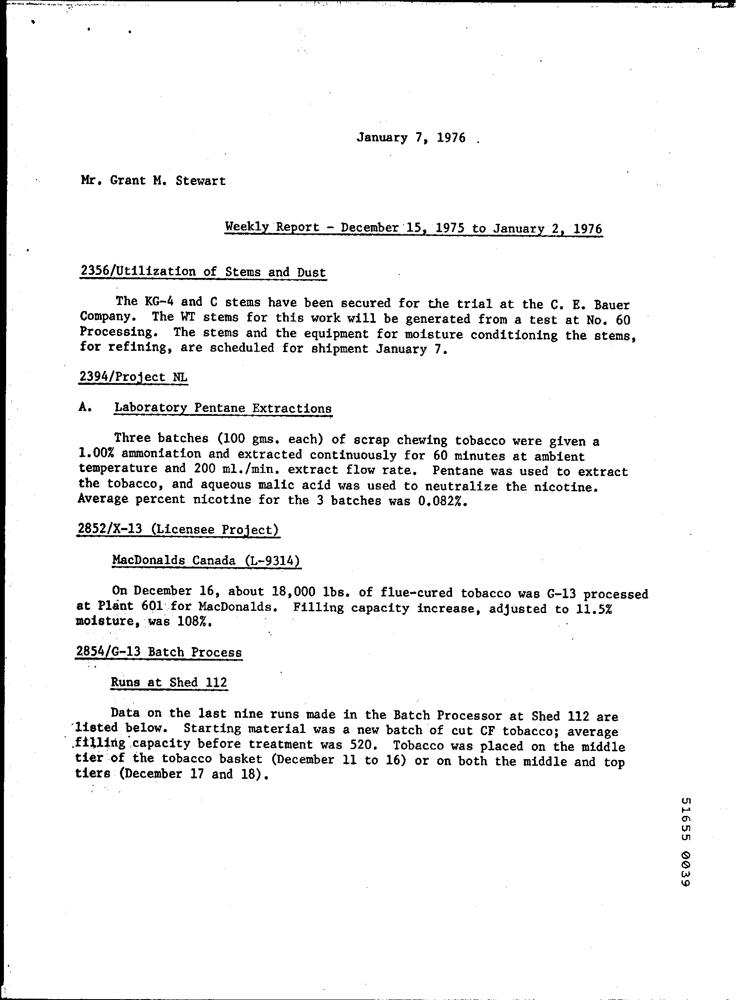 January 7, 1976
Mr. Grant M. Stewart
Weekly Report - December 15, 1975 to January 2, 1976
2356/Utilization of Stems and Dust
The KG-4 and C stems have been secured for the trial at the C. E. Bauer
Company. The WT stems for this work will be generated from a test at No. 60
Processing. The stems and the equipment for moisture conditioning the stems,
for refining, are scheduled for shipment January 7.
2394/Project NL
A. Laboratory Pentane Extractions
Three batches (100 gms. each) of scrap chewing tobacco were given a
1.00% ammoniation and extracted continuously for 60 minutes at ambient
temperature and 200 ml./min. extract flow rate. Pentane was used to extract
the tobacco, and aqueous malic acid was used to neutralize the nicotine.
Average percent nicotine for the 3 batches was 0.082%.
2852/X-13 (Licensee Project)
MacDonalds Canada (L-9314)
On December 16, about 18,000 lbs. of flue-cured tobacco was G-13 processed
at Plant 601 for MacDonalds. Filling capacity increase, adjusted to 11.5%
moisture, was 108%.
2854/G-13 Batch Process
Runs at Shed 112
Data on the last nine runs made in the Batch Processor at Shed 112 are
listed below. Starting material was a new batch of cut CF tobacco; average
filling capacity before treatment was 520. Tobacco was placed on the middle
tier of the tobacco basket (December 11 to 16) or on both the middle and top
tiers (December 17 and 18).
51655 0039